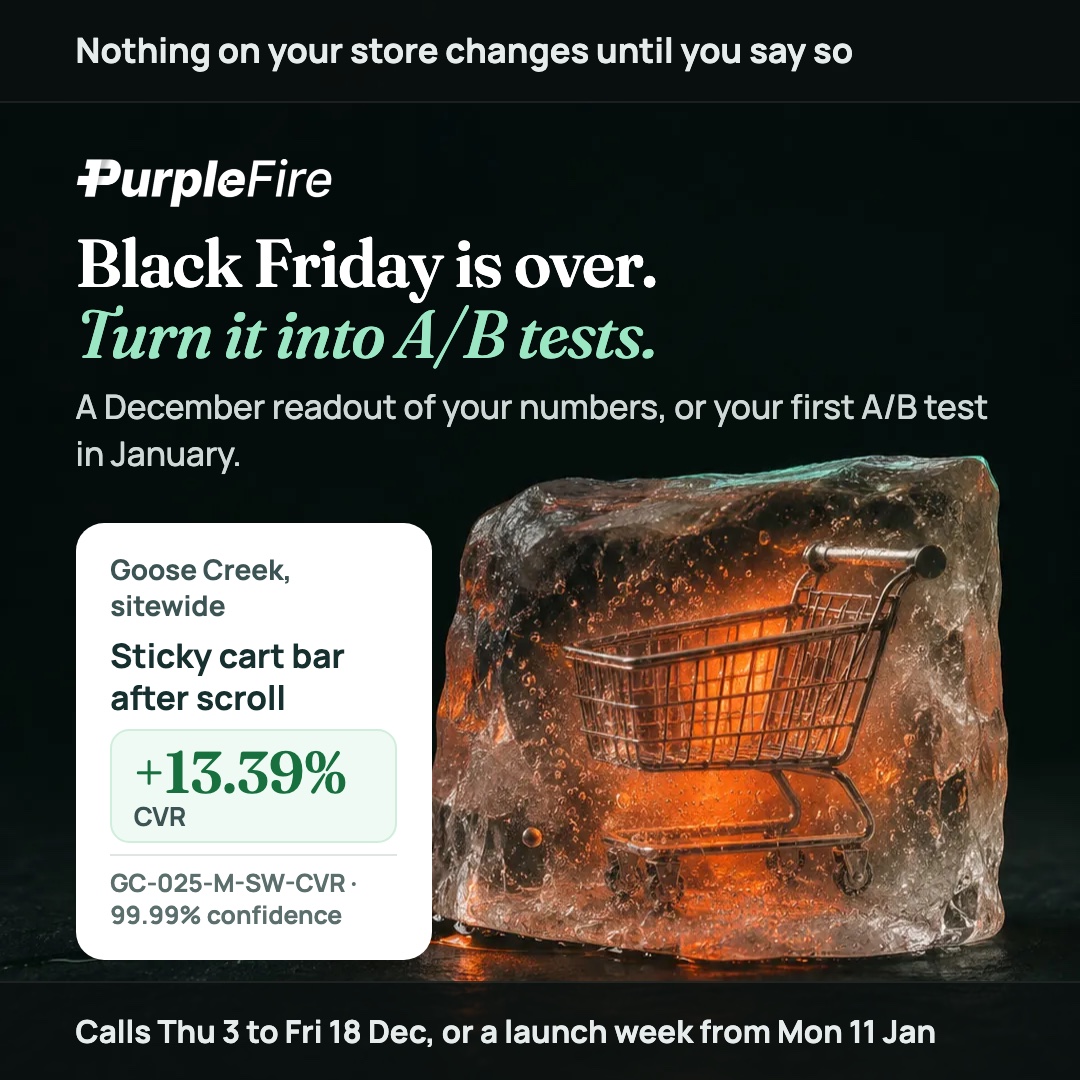 Nothing on your store changes until you say so
PurpleFire
Black Friday is over.
Turn it into A/B tests.
A December readout of your numbers, or your first A/B test
in January.
Goose Creek,
sitewide
Sticky cart bar
after scroll
+13.39%
CVR
GC-025-M-SW-CVR ·
99.99% confidence
Calls Thu 3 to Fri 18 Dec, or a launch week from Mon 11 Jan